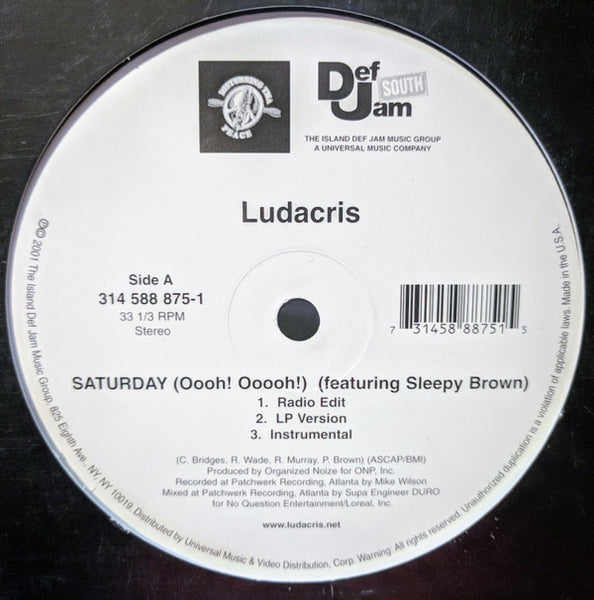 DISTURBING THA
PEACE
Def
Jam
SOUTH
THE ISLAND DEF JAM MUSIC GROUP
A UNIVERSAL MUSIC COMPANY
Ludacris
Side A
314 588 875-1
33 1/3 RPM
Stereo
7 31458 88751 5
SATURDAY (Oooh! Ooooh!) (featuring Sleepy Brown)
1. Radio Edit
2. LP Version
3. Instrumental
(C. Bridges, R. Wade, R. Murray, P. Brown) (ASCAP/BMI)
Produced by Organized Noize for ONP, Inc.
Recorded at Patchwerk Recording, Atlanta by Mike Wilson
Mixed at Patchwerk Recording, Atlanta by Supa Engineer DURO
for No Question Entertainment/Loreal, Inc.
www.ludacris.net
℗© 2001 The Island Def Jam Music Group, 825 Eighth Ave., NY, NY 10019. Distributed by Universal Music & Video Distribution, Corp. Warning: All rights reserved. Unauthorized duplication is a violation of applicable laws. Made in the U.S.A.